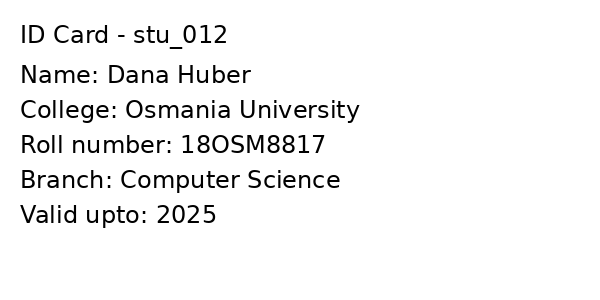 ID Card - stu_012
Name: Dana Huber
College: Osmania University
Roll number: 18OSM8817
Branch: Computer Science
Valid upto: 2025